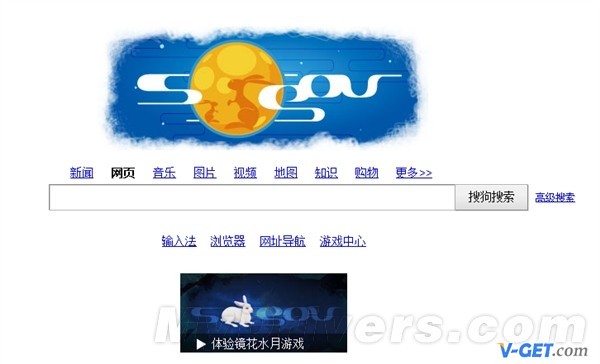 Sogou
新闻 网页 音乐 图片 视频 地图 知识 购物 更多>>
搜狗搜索 高级搜索
输入法 浏览器 网址导航 游戏中心
Sogou
▶ 体验镜花水月游戏
V-GET.com